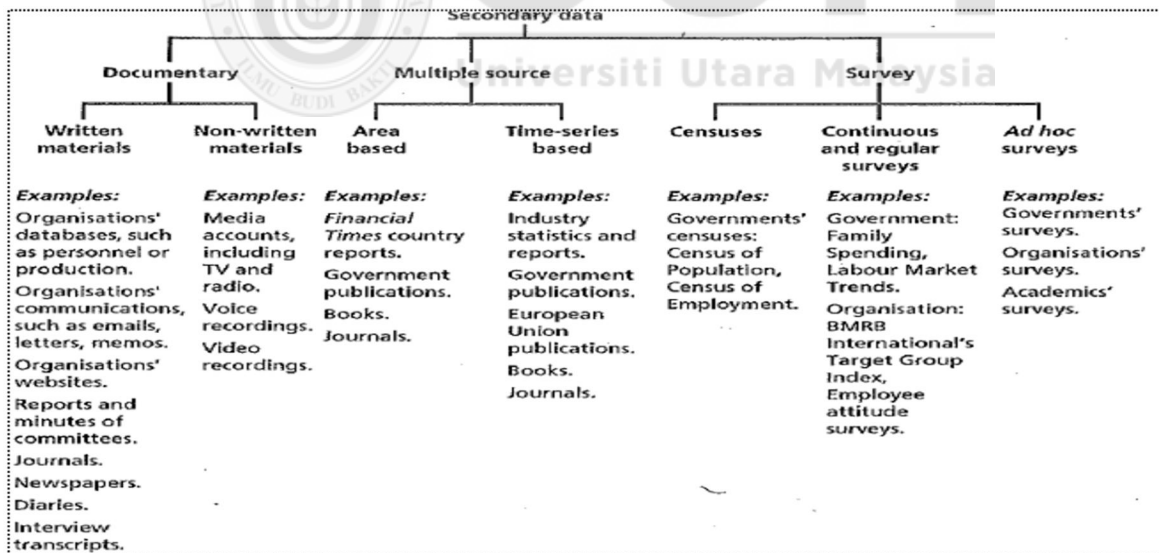 Secondary data
Universiti Utara Malaysia
ILMU BUDI BAKTI
Documentary
Multiple source
Survey
Written
materials
Non-written
materials
Area
based
Time-series
based
Censuses
Continuous
and regular
surveys
Ad hoc
surveys
Examples:
Organisations'
databases, such
as personnel or
production.
Organisations'
communications,
such as emails,
letters, memos.
Organisations'
websites.
Reports and
minutes of
committees.
Journals.
Newspapers.
Diaries.
Interview
transcripts.
Examples:
Media
accounts,
including
TV and
radio.
Voice
recordings.
Video
recordings.
Examples:
Financial
Times country
reports.
Government
publications.
Books.
Journals.
Examples:
Industry
statistics and
reports.
Government
publications.
European
Union
publications.
Books.
Journals.
Examples:
Governments'
censuses:
Census of
Population,
Census of
Employment.
Examples:
Government:
Family
Spending,
Labour Market
Trends.
Organisation:
BMRB
International's
Target Group
Index,
Employee
attitude
surveys.
Examples:
Governments'
surveys.
Organisations'
surveys.
Academics'
surveys.